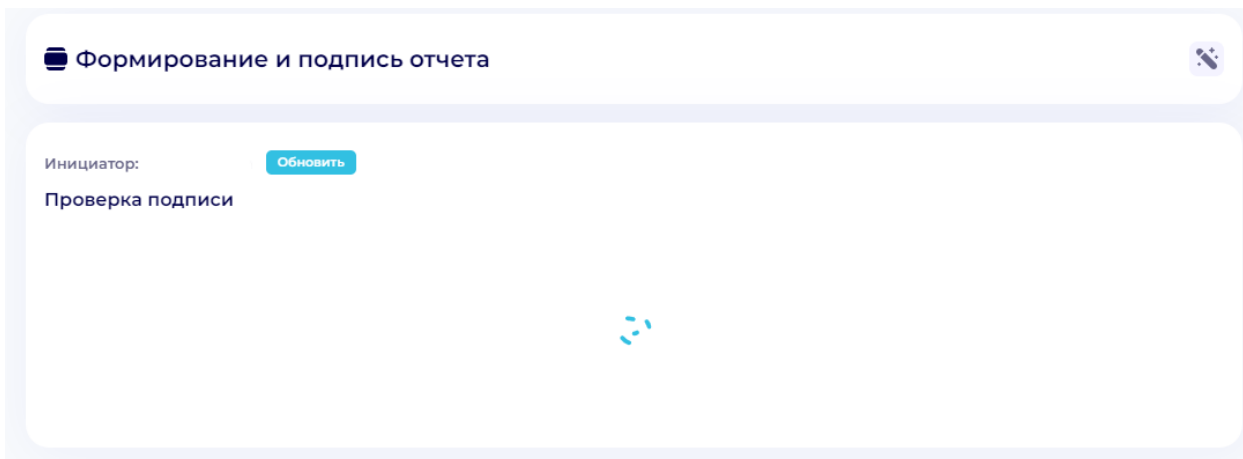 Формирование и подпись отчета
Инициатор: Обновить
Проверка подписи